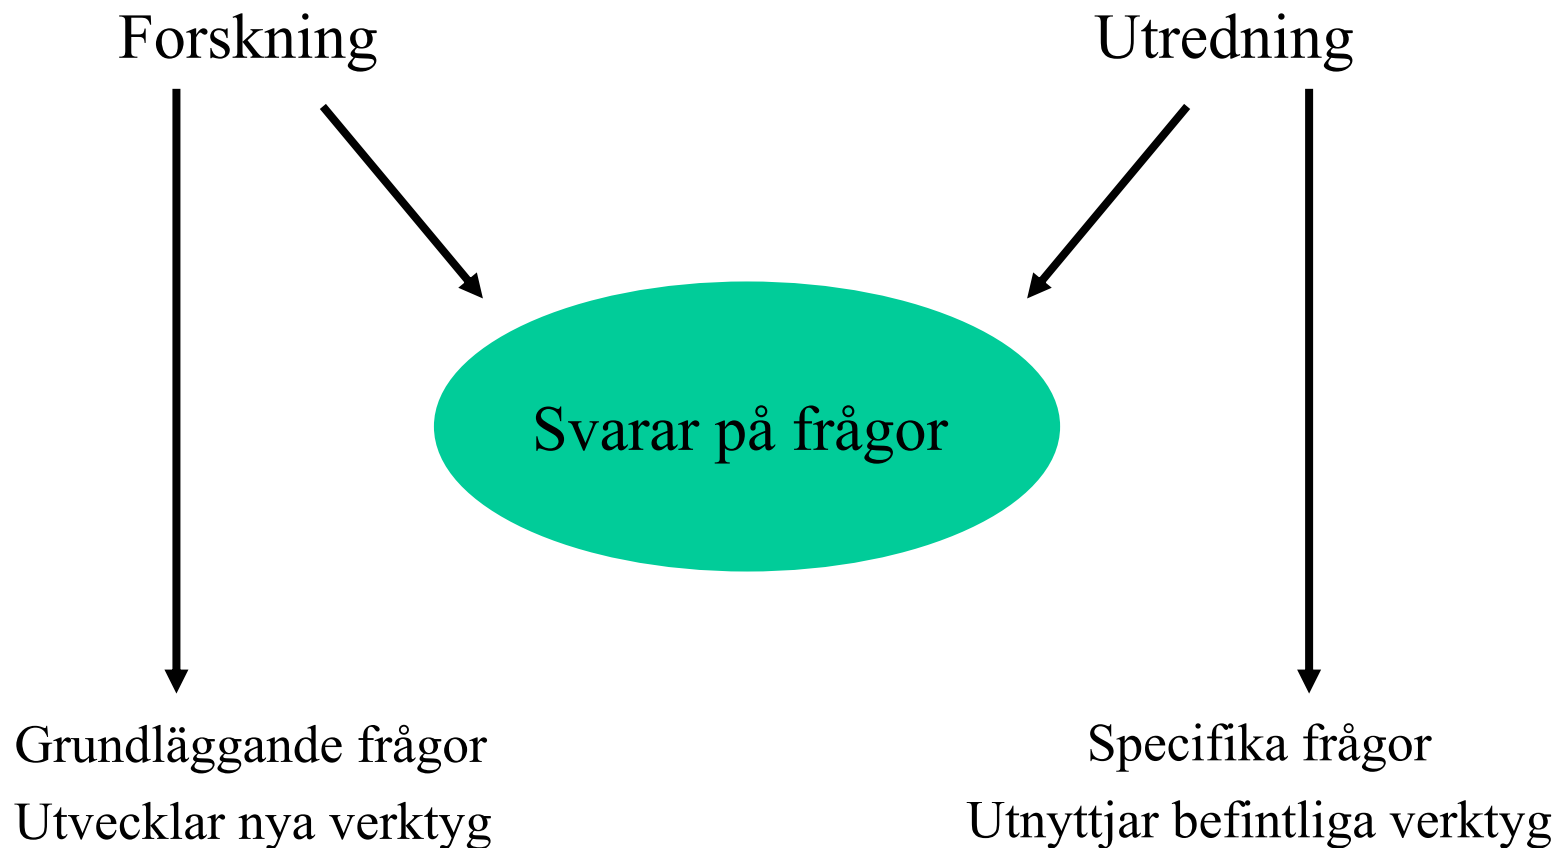 Forskning
Utredning
Svarar på frågor
Grundläggande frågor
Utvecklar nya verktyg
Specifika frågor
Utnyttjar befintliga verktyg